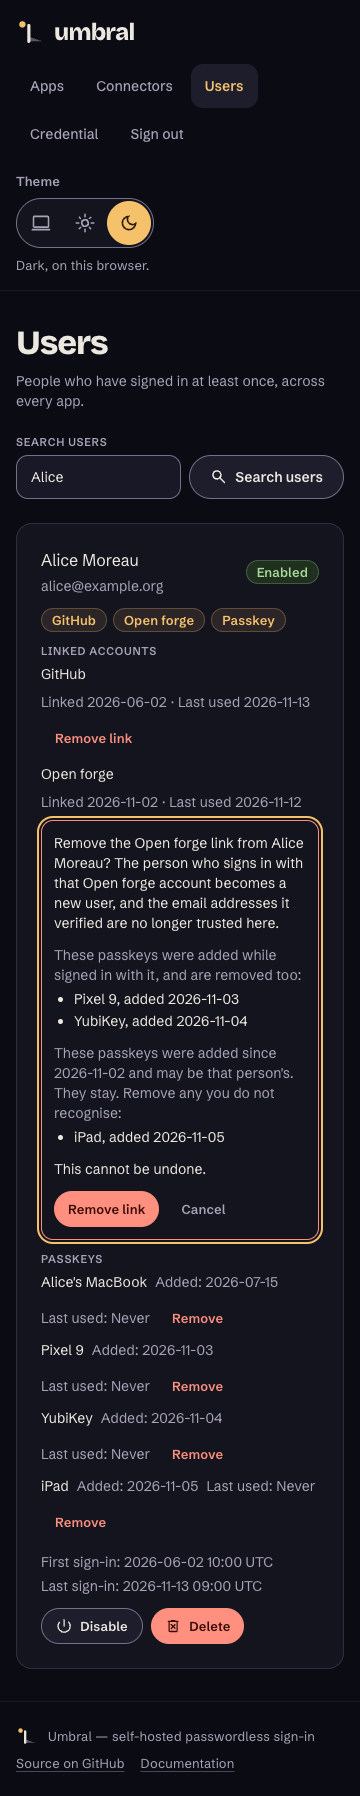 umbral
Apps
Connectors
Users
Credential
Sign out
Theme
Dark, on this browser.
Users
People who have signed in at least once, across
every app.
SEARCH USERS
Alice
Search users
Alice Moreau
alice@example.org
Enabled
GitHub
Open forge
Passkey
LINKED ACCOUNTS
GitHub
Linked 2026-06-02 · Last used 2026-11-13
Remove link
Open forge
Linked 2026-11-02 · Last used 2026-11-12
Remove the Open forge link from Alice
Moreau? The person who signs in with
that Open forge account becomes a
new user, and the email addresses it
verified are no longer trusted here.
These passkeys were added while
signed in with it, and are removed too:
• Pixel 9, added 2026-11-03
• YubiKey, added 2026-11-04
These passkeys were added since
2026-11-02 and may be that person's.
They stay. Remove any you do not
recognise:
• iPad, added 2026-11-05
This cannot be undone.
Remove link
Cancel
PASSKEYS
Alice's MacBook Added: 2026-07-15
Last used: Never Remove
Pixel 9 Added: 2026-11-03
Last used: Never Remove
YubiKey Added: 2026-11-04
Last used: Never Remove
iPad Added: 2026-11-05 Last used: Never
Remove
First sign-in: 2026-06-02 10:00 UTC
Last sign-in: 2026-11-13 09:00 UTC
Disable
Delete
Umbral — self-hosted passwordless sign-in
Source on GitHub
Documentation